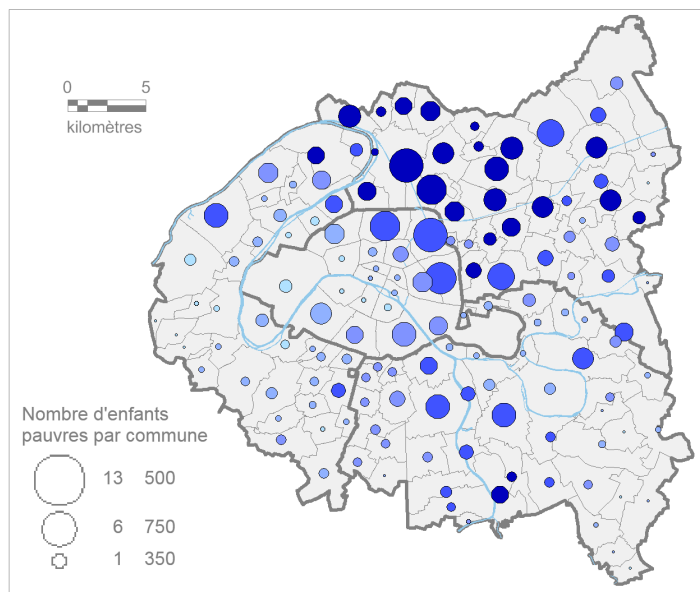 0 5
kilomètres
Nombre d'enfants
pauvres par commune
13 500
6 750
1 350